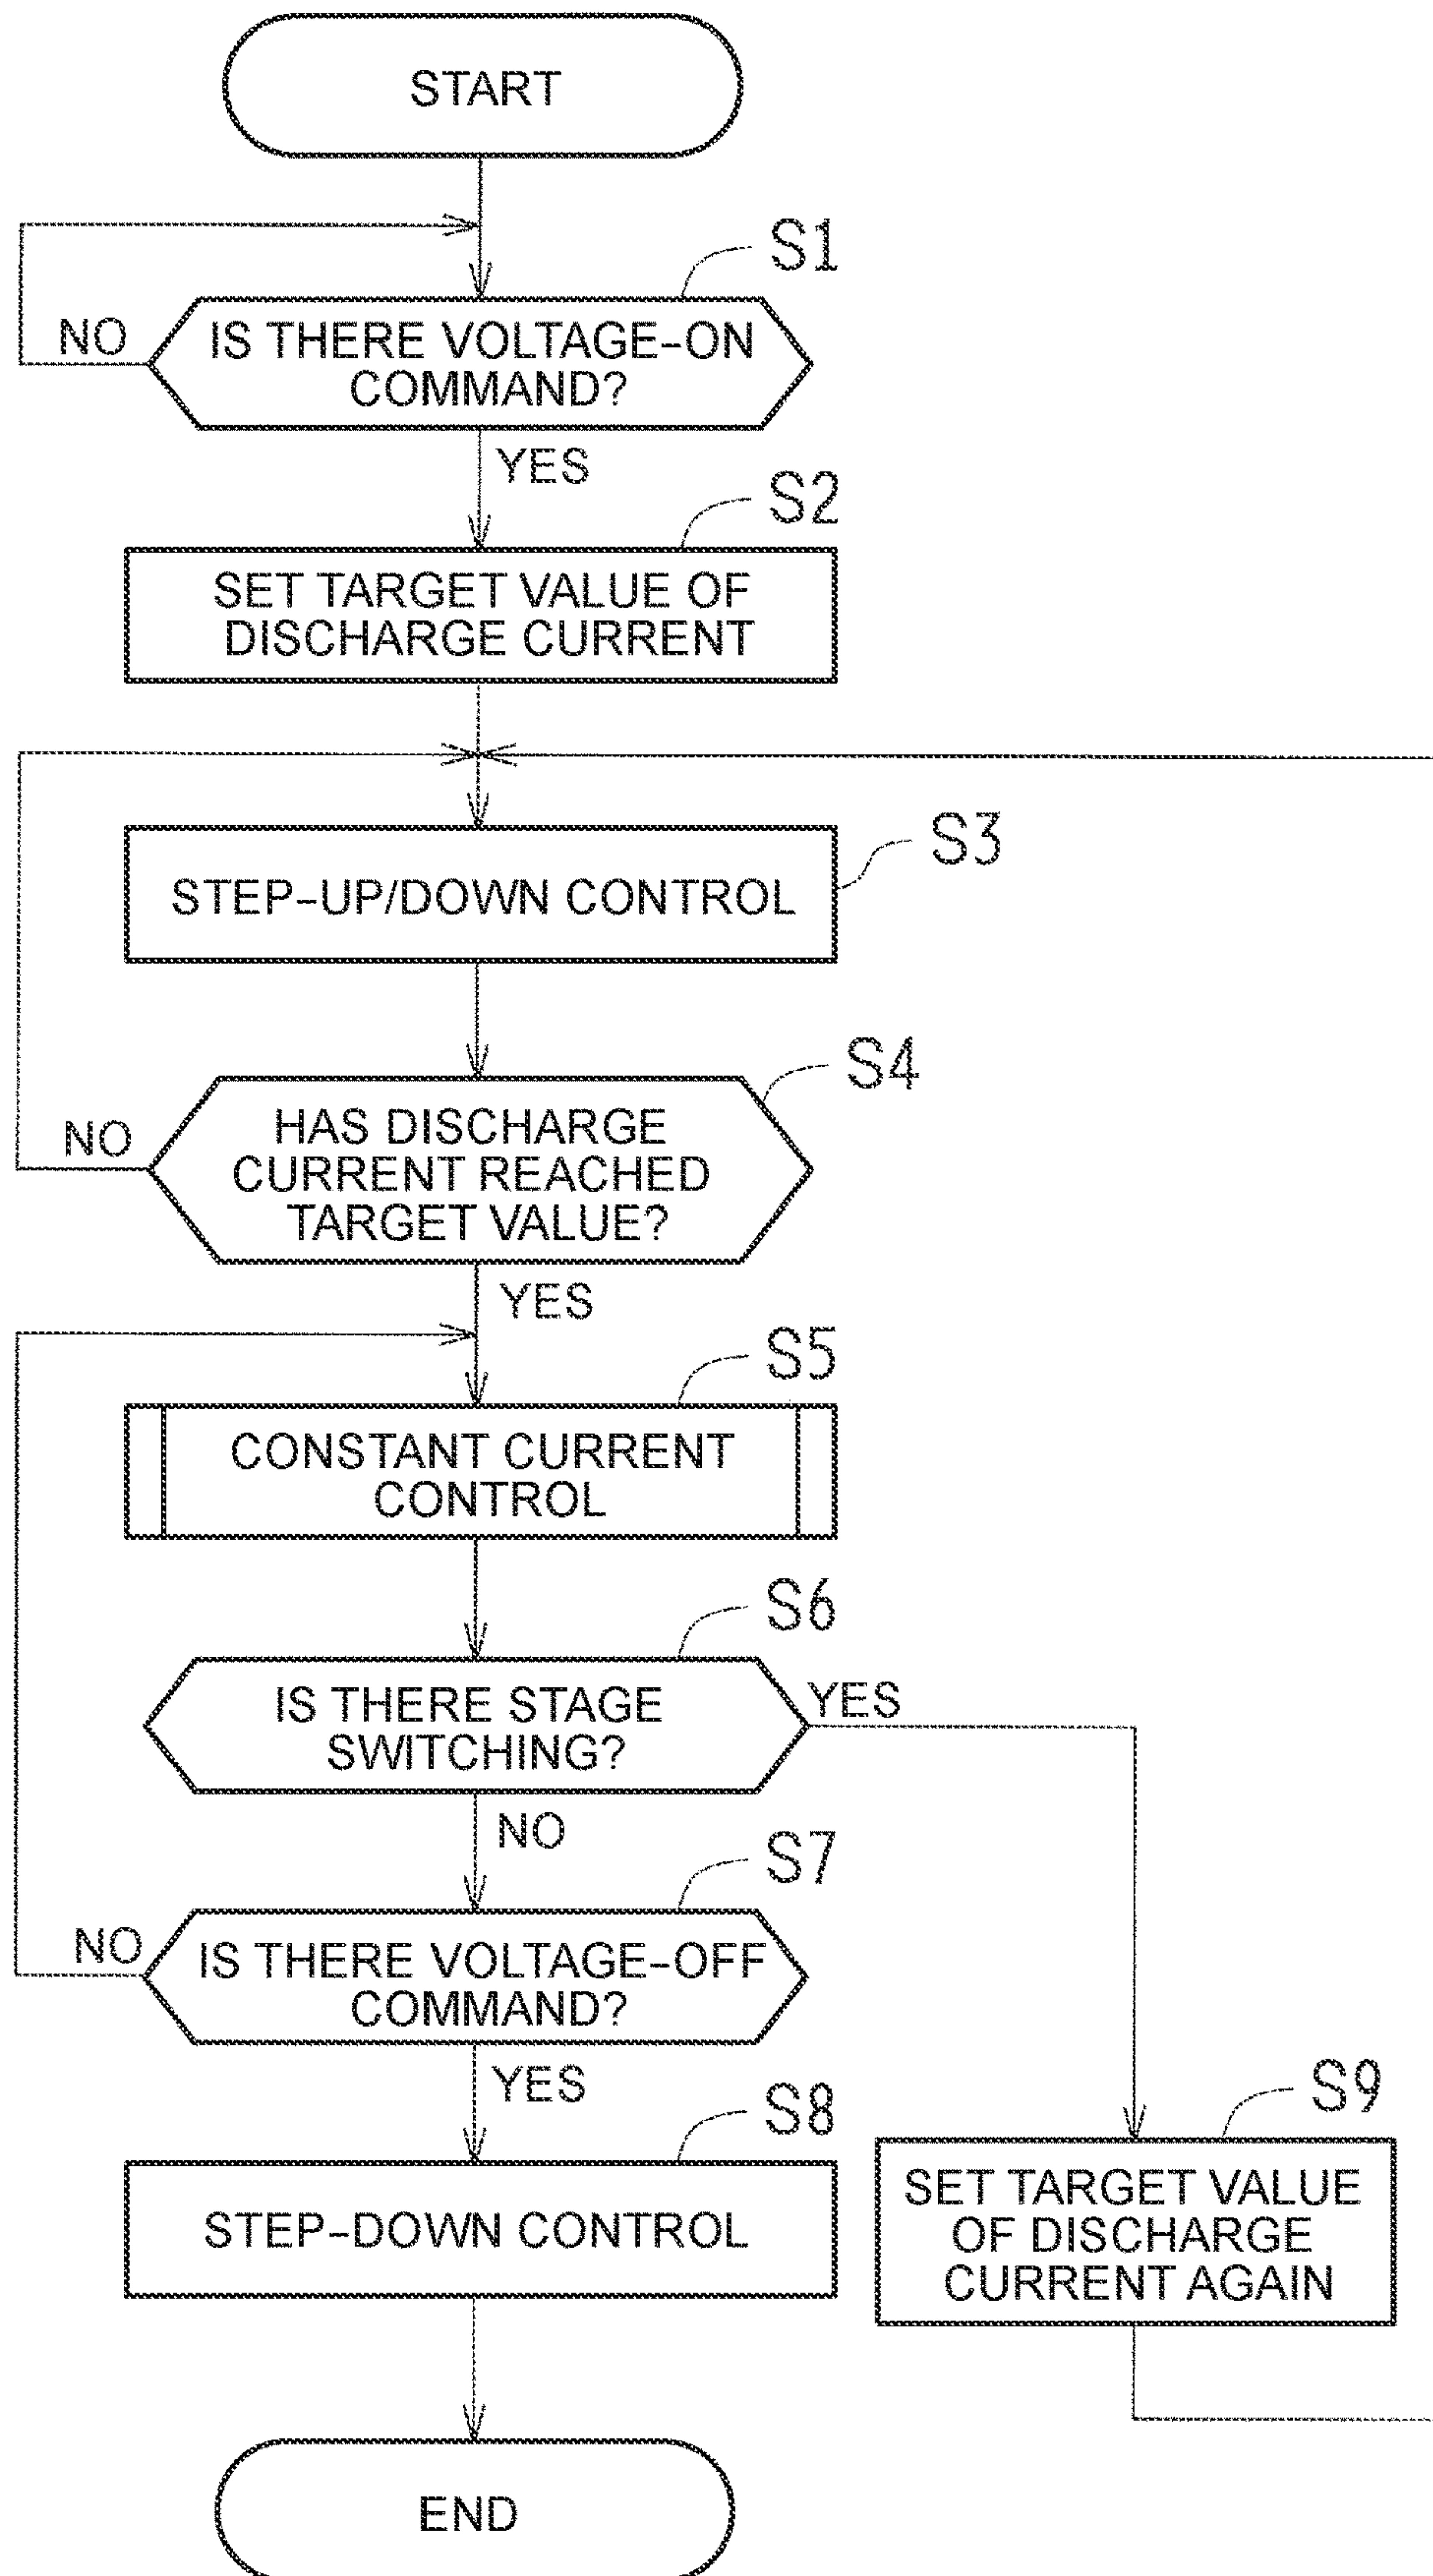 START
S1
NO
IS THERE VOLTAGE-ON
COMMAND?
YES
S2
SET TARGET VALUE OF
DISCHARGE CURRENT
S3
STEP-UP/DOWN CONTROL
S4
NO
HAS DISCHARGE
CURRENT REACHED
TARGET VALUE?
YES
S5
CONSTANT CURRENT
CONTROL
S6
IS THERE STAGE
SWITCHING?
YES
NO
S7
NO
IS THERE VOLTAGE-OFF
COMMAND?
YES
S8
STEP-DOWN CONTROL
S9
SET TARGET VALUE
OF DISCHARGE
CURRENT AGAIN
END